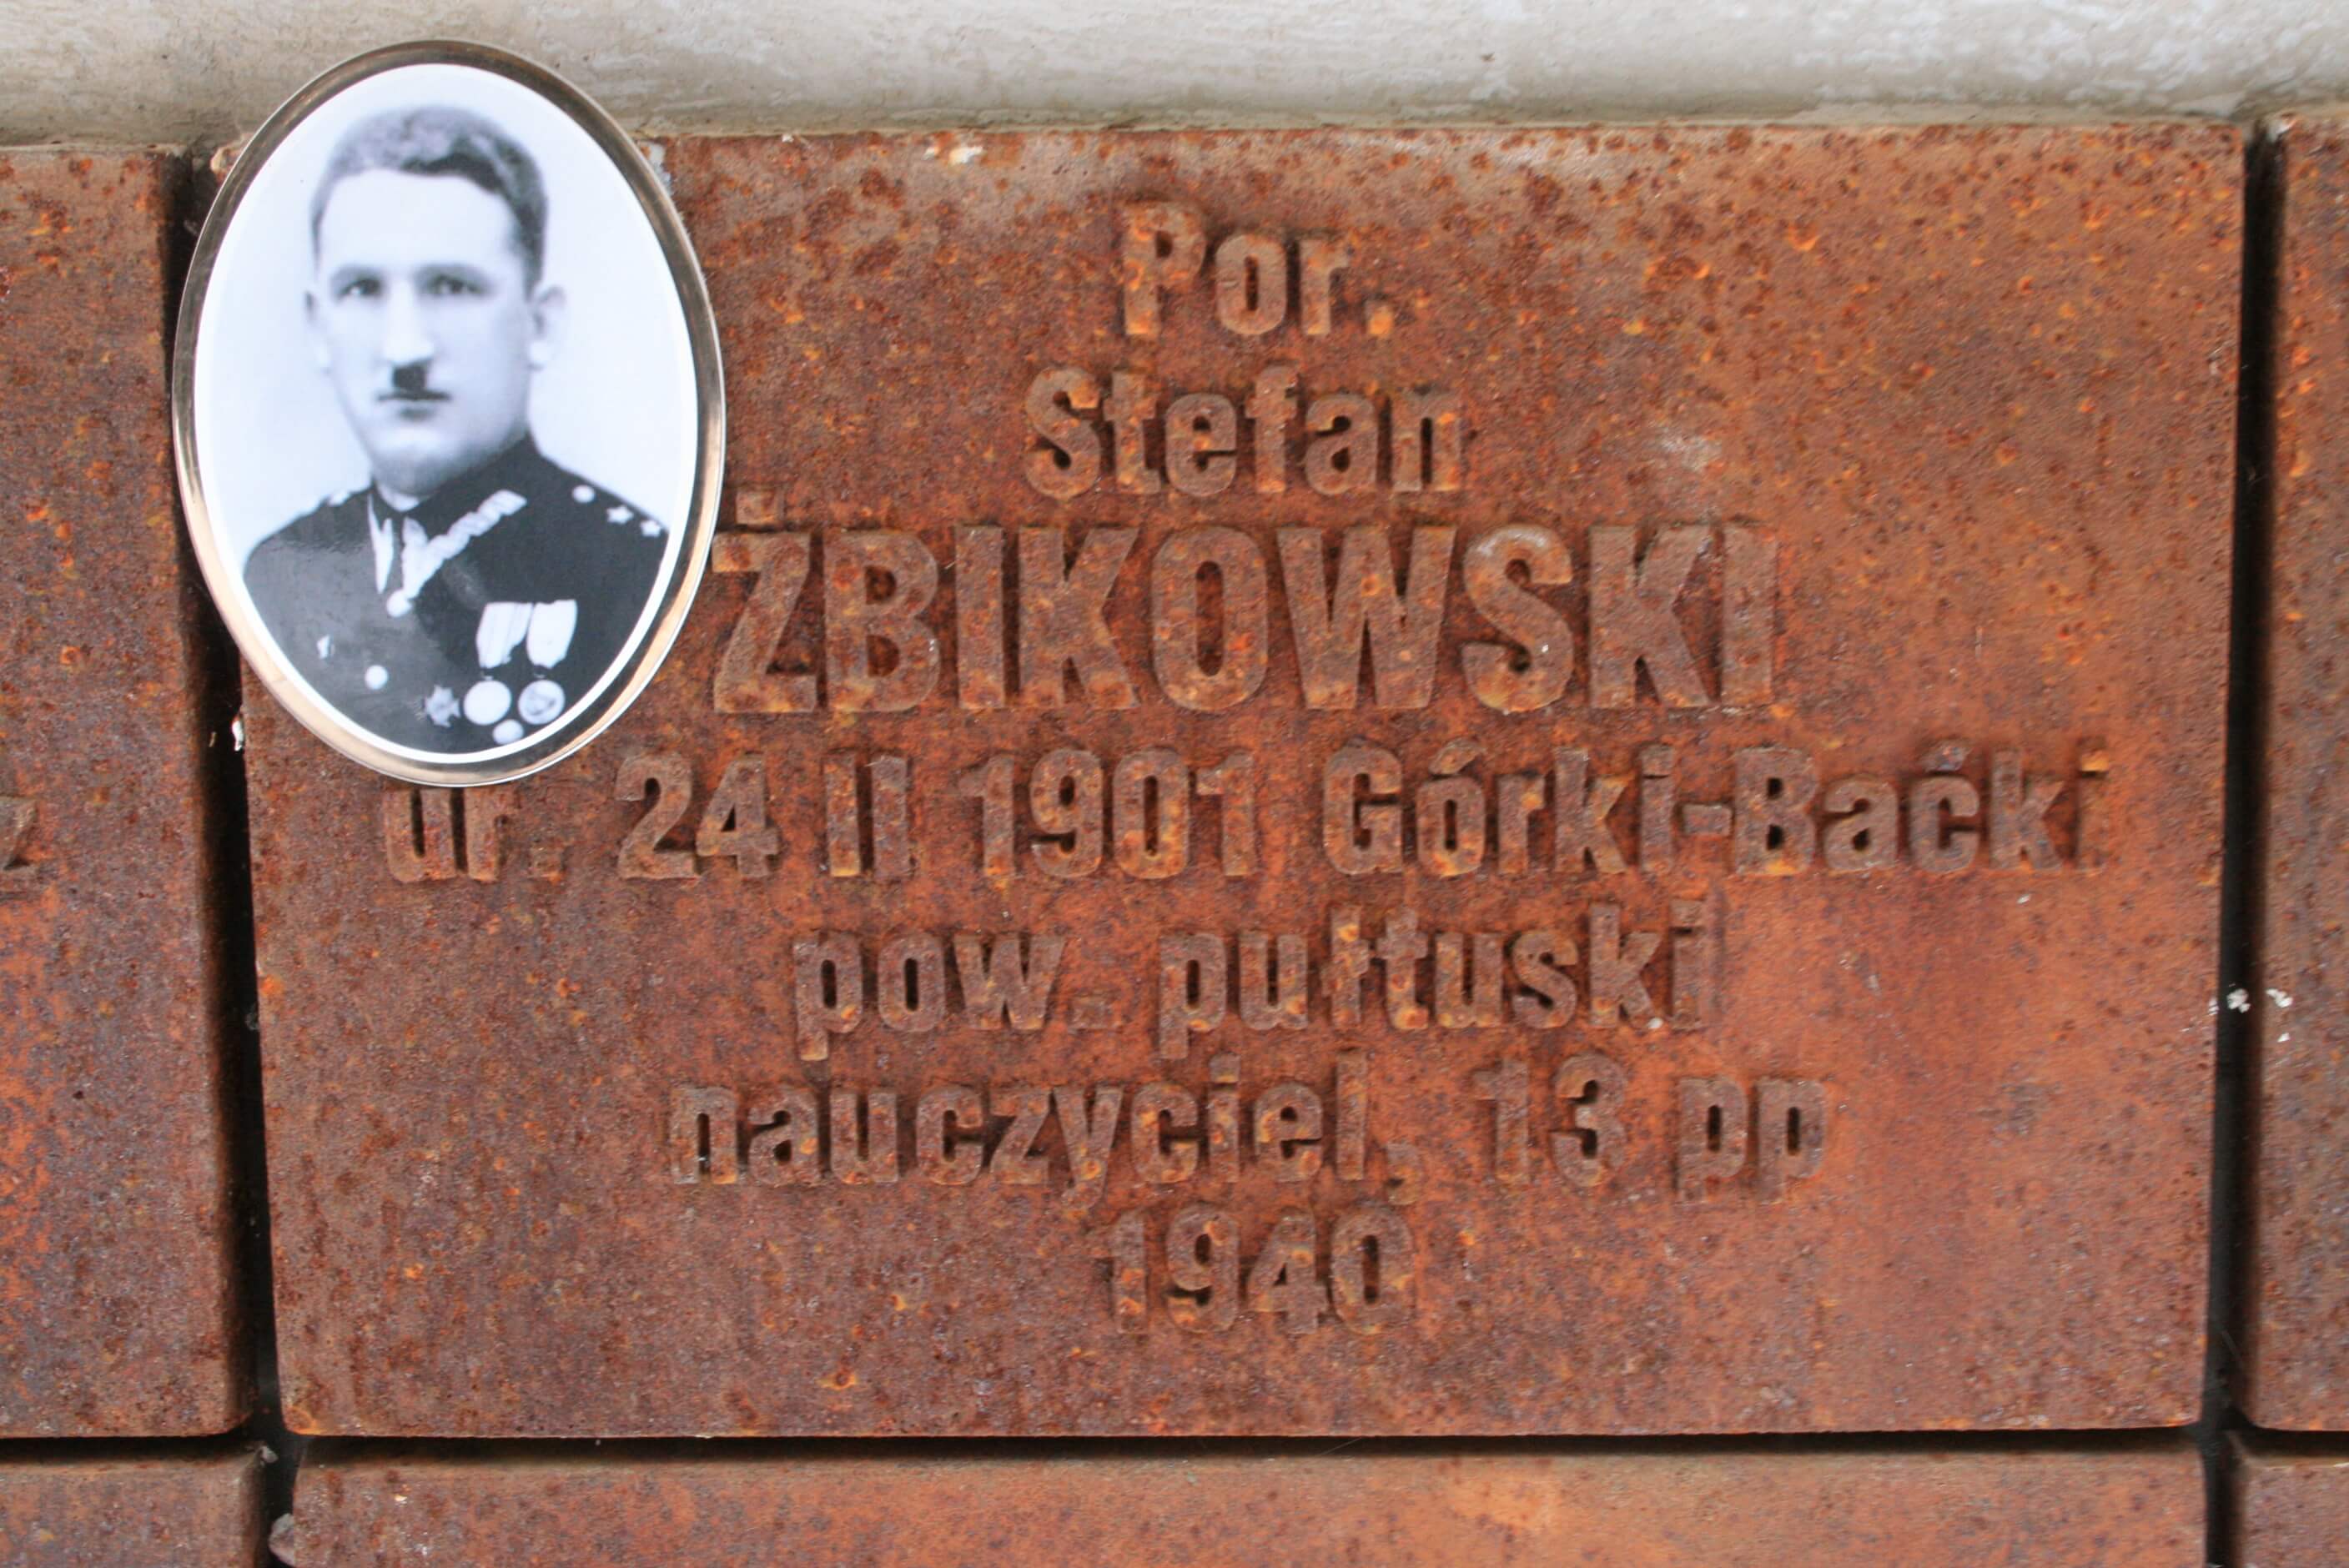 Por.
Stefan
ŻBIKOWSKI
ur. 24 II 1901 Górki-Baćki
pow. pułtuski
nauczyciel, 13 pp
1940